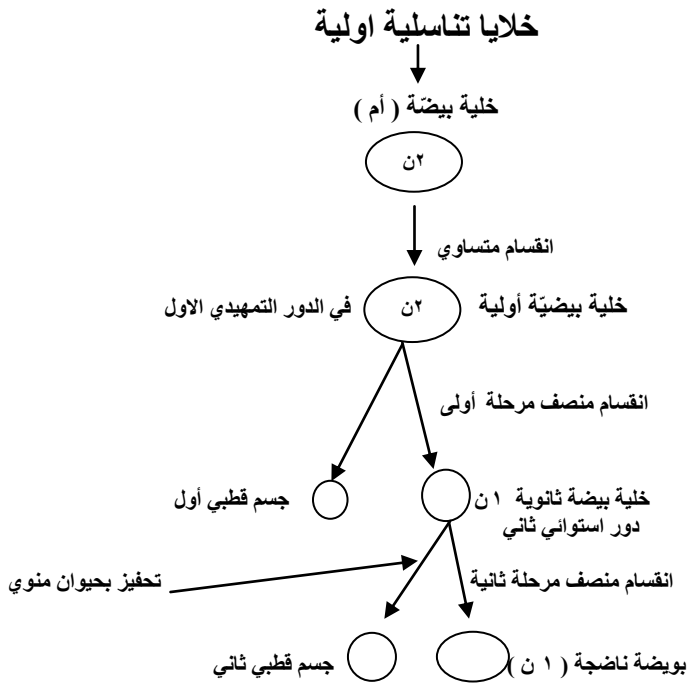 خلايا تناسلية اولية
خلية بيضّة ( أم )
٢ن
انقسام متساوي
خلية بيضيّة أولية
٢ن
في الدور التمهيدي الاول
انقسام منصف مرحلة أولى
خلية بيضة ثانوية ١ن
دور استوائي ثاني
جسم قطبي أول
انقسام منصف مرحلة ثانية
تحفيز بحيوان منوي
بويضة ناضجة ( ١ ن )
جسم قطبي ثاني